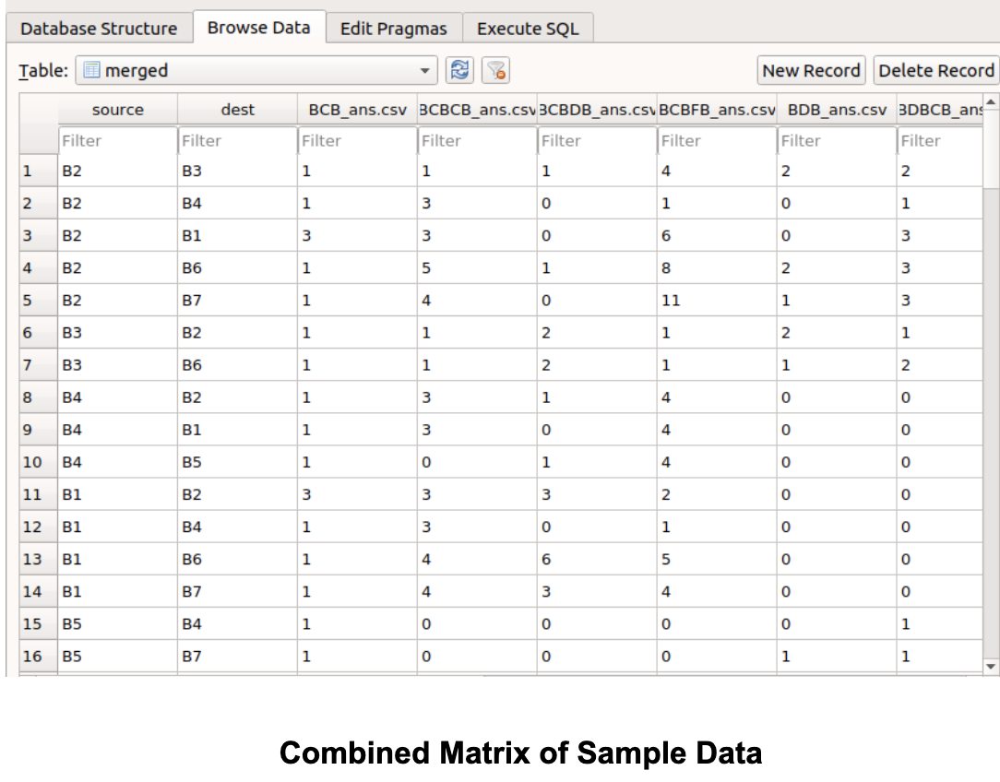 Database Structure Browse Data Edit Pragmas Execute SQL
Table: merged New Record Delete Record
source dest BCB_ans.csv BCBCB_ans.csv BCBDB_ans.csv BCBFB_ans.csv BDB_ans.csv BDBCB_ans
Filter Filter Filter Filter Filter Filter Filter Filter
1 B2 B3 1 1 1 4 2 2
2 B2 B4 1 3 0 1 0 1
3 B2 B1 3 3 0 6 0 3
4 B2 B6 1 5 1 8 2 3
5 B2 B7 1 4 0 11 1 3
6 B3 B2 1 1 2 1 2 1
7 B3 B6 1 1 2 1 1 2
8 B4 B2 1 3 1 4 0 0
9 B4 B1 1 3 0 4 0 0
10 B4 B5 1 0 1 4 0 0
11 B1 B2 3 3 3 2 0 0
12 B1 B4 1 3 0 1 0 0
13 B1 B6 1 4 6 5 0 0
14 B1 B7 1 4 3 4 0 0
15 B5 B4 1 0 0 0 0 1
16 B5 B7 1 0 0 0 1 1
Combined Matrix of Sample Data